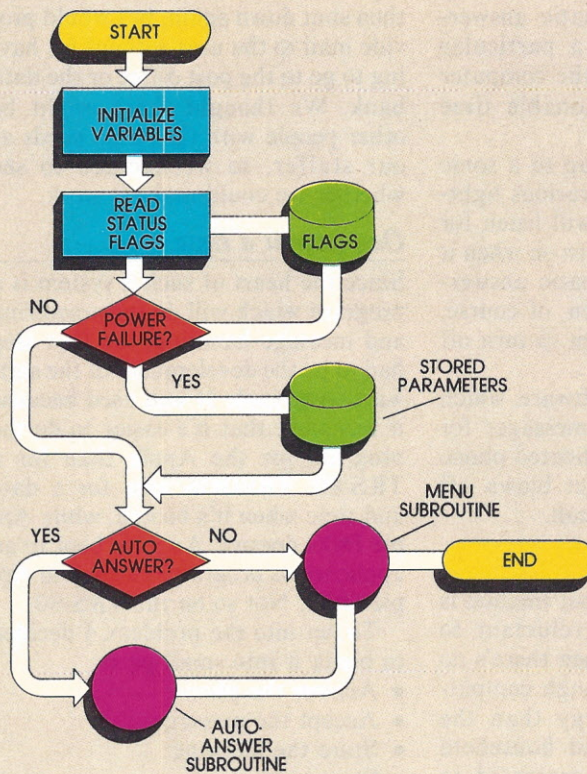 START
INITIALIZE
VARIABLES
READ
STATUS
FLAGS
FLAGS
NO
POWER
FAILURE?
YES
STORED
PARAMETERS
MENU
SUBROUTINE
YES
AUTO
ANSWER?
NO
END
AUTO-
ANSWER
SUBROUTINE